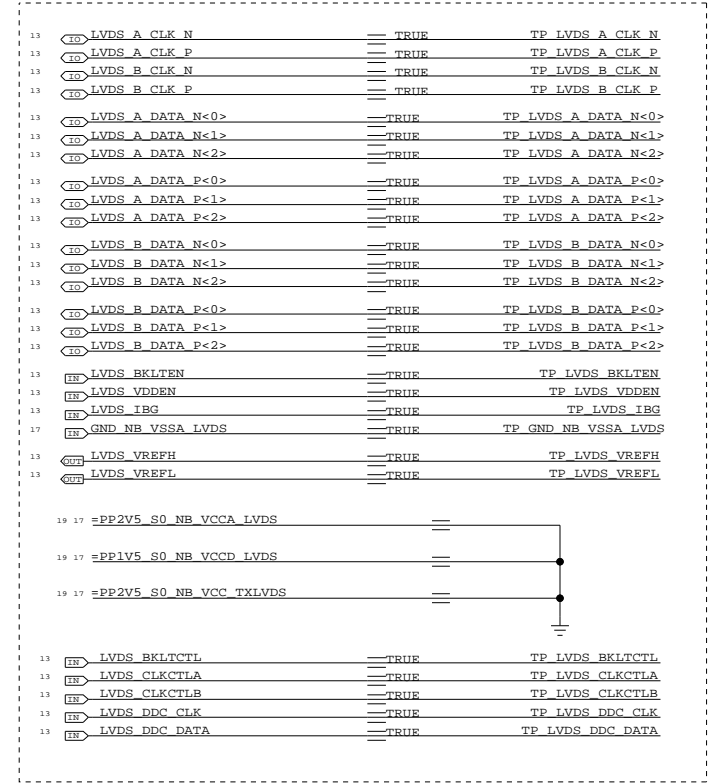 13 IO LVDS_A_CLK_N TRUE TP_LVDS_A_CLK_N
13 IO LVDS_A_CLK_P TRUE TP_LVDS_A_CLK_P
13 IO LVDS_B_CLK_N TRUE TP_LVDS_B_CLK_N
13 IO LVDS_B_CLK_P TRUE TP_LVDS_B_CLK_P
13 IO LVDS_A_DATA_N<0> TRUE TP_LVDS_A_DATA_N<0>
13 IO LVDS_A_DATA_N<1> TRUE TP_LVDS_A_DATA_N<1>
13 IO LVDS_A_DATA_N<2> TRUE TP_LVDS_A_DATA_N<2>
13 IO LVDS_A_DATA_P<0> TRUE TP_LVDS_A_DATA_P<0>
13 IO LVDS_A_DATA_P<1> TRUE TP_LVDS_A_DATA_P<1>
13 IO LVDS_A_DATA_P<2> TRUE TP_LVDS_A_DATA_P<2>
13 IO LVDS_B_DATA_N<0> TRUE TP_LVDS_B_DATA_N<0>
13 IO LVDS_B_DATA_N<1> TRUE TP_LVDS_B_DATA_N<1>
13 IO LVDS_B_DATA_N<2> TRUE TP_LVDS_B_DATA_N<2>
13 IO LVDS_B_DATA_P<0> TRUE TP_LVDS_B_DATA_P<0>
13 IO LVDS_B_DATA_P<1> TRUE TP_LVDS_B_DATA_P<1>
13 IO LVDS_B_DATA_P<2> TRUE TP_LVDS_B_DATA_P<2>
13 IN LVDS_BKLTEN TRUE TP_LVDS_BKLTEN
13 IN LVDS_VDDEN TRUE TP_LVDS_VDDEN
13 IN LVDS_IBG TRUE TP_LVDS_IBG
17 IN GND_NB_VSSA_LVDS TRUE TP_GND_NB_VSSA_LVDS
13 OUT LVDS_VREFH TRUE TP_LVDS_VREFH
13 OUT LVDS_VREFL TRUE TP_LVDS_VREFL
19 17 =PP2V5_S0_NB_VCCA_LVDS
19 17 =PP1V5_S0_NB_VCCD_LVDS
19 17 =PP2V5_S0_NB_VCC_TXLVDS
13 IN LVDS_BKLTCTL TRUE TP_LVDS_BKLTCTL
13 IN LVDS_CLKCTLA TRUE TP_LVDS_CLKCTLA
13 IN LVDS_CLKCTLB TRUE TP_LVDS_CLKCTLB
13 IN LVDS_DDC_CLK TRUE TP_LVDS_DDC_CLK
13 IN LVDS_DDC_DATA TRUE TP_LVDS_DDC_DATA